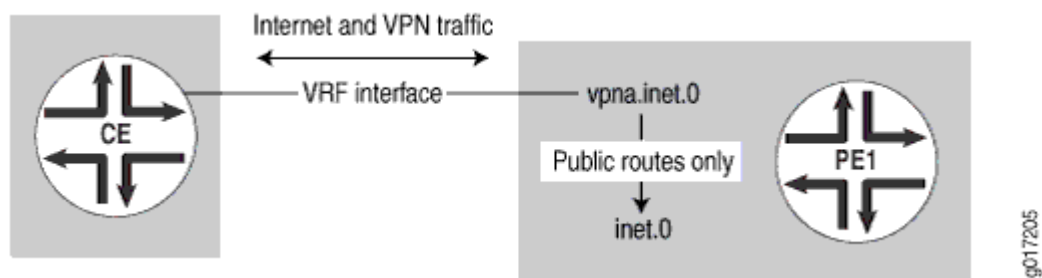 Internet and VPN traffic
VRF interface
vpna.inet.0
CE
Public routes only
PE1
inet.0
g017205